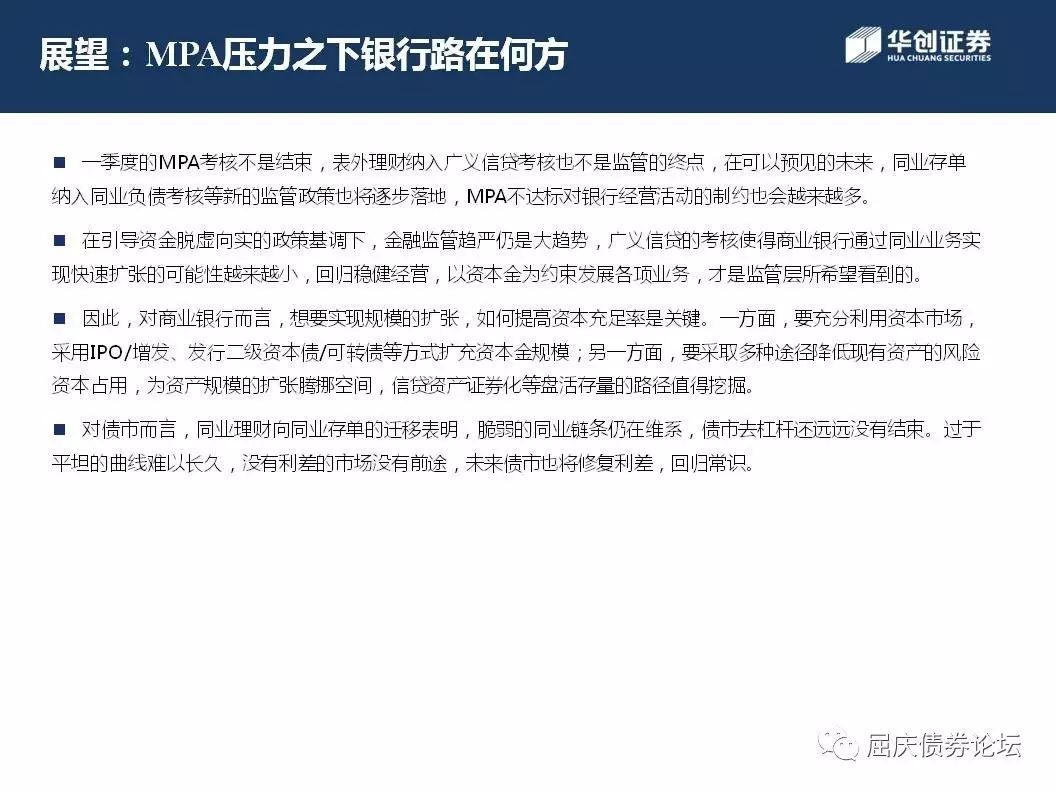 展望：MPA压力之下银行路在何方
华创证券
HUA CHUANG SECURITIES
■ 一季度的MPA考核不是结束，表外理财纳入广义信贷考核也不是监管的终点，在可以预见的未来，同业存单
纳入同业负债考核等新的监管政策也将逐步落地，MPA不达标对银行经营活动的制约也会越来越多。
■ 在引导资金脱虚向实的政策基调下，金融监管趋严仍是大趋势，广义信贷的考核使得商业银行通过同业业务实
现快速扩张的可能性越来越小，回归稳健经营，以资本金为约束发展各项业务，才是监管层所希望看到的。
■ 因此，对商业银行而言，想要实现规模的扩张，如何提高资本充足率是关键。一方面，要充分利用资本市场，
采用IPO/增发、发行二级资本债/可转债等方式扩充资本金规模；另一方面，要采取多种途径降低现有资产的风险
资本占用，为资产规模的扩张腾挪空间，信贷资产证券化等盘活存量的路径值得挖掘。
■ 对债市而言，同业理财向同业存单的迁移表明，脆弱的同业链条仍在维系，债市去杠杆还远远没有结束。过于
平坦的曲线难以长久，没有利差的市场没有前途，未来债市也将修复利差，回归常识。
屈庆债券论坛